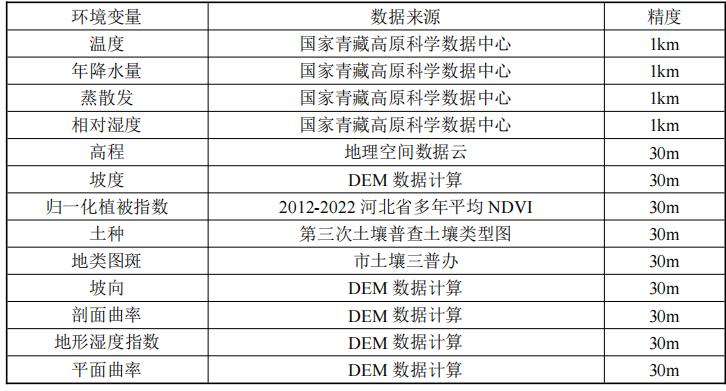 环境变量 数据来源 精度
温度 国家青藏高原科学数据中心 1km
年降水量 国家青藏高原科学数据中心 1km
蒸散发 国家青藏高原科学数据中心 1km
相对湿度 国家青藏高原科学数据中心 1km
高程 地理空间数据云 30m
坡度 DEM 数据计算 30m
归一化植被指数 2012-2022 河北省多年平均 NDVI 30m
土种 第三次土壤普查土壤类型图 30m
地类图斑 市土壤三普办 30m
坡向 DEM 数据计算 30m
剖面曲率 DEM 数据计算 30m
地形湿度指数 DEM 数据计算 30m
平面曲率 DEM 数据计算 30m